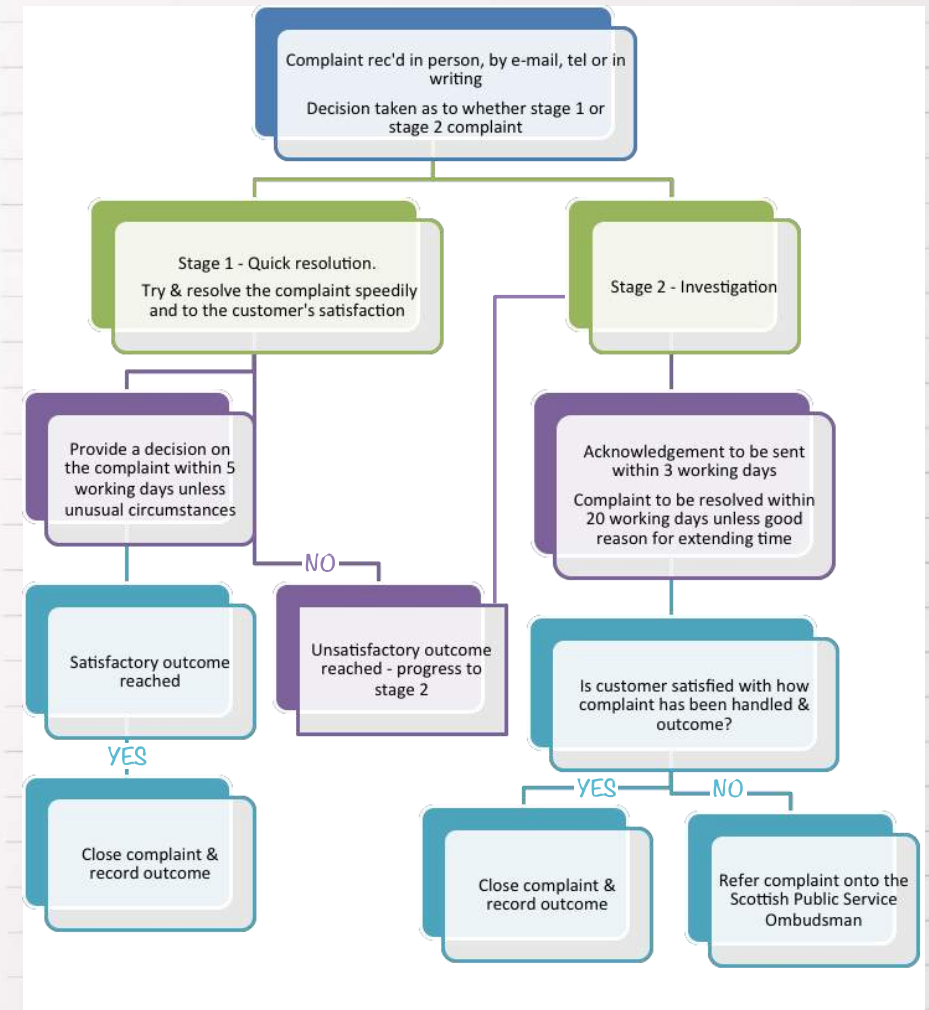 Complaint rec'd in person, by e-mail, tel or in
writing
Decision taken as to whether stage 1 or
stage 2 complaint
Stage 1 - Quick resolution.
Try & resolve the complaint speedily
and to the customer's satisfaction
Stage 2 - Investigation
Provide a decision on
the complaint within 5
working days unless
unusual circumstances
Acknowledgement to be sent
within 3 working days
Complaint to be resolved within
20 working days unless good
reason for extending time
NO
Satisfactory outcome
reached
Unsatisfactory outcome
reached - progress to
stage 2
Is customer satisfied with how
complaint has been handled &
outcome?
YES
Close complaint &
record outcome
YES
NO
Close complaint &
record outcome
Refer complaint onto the
Scottish Public Service
Ombudsman